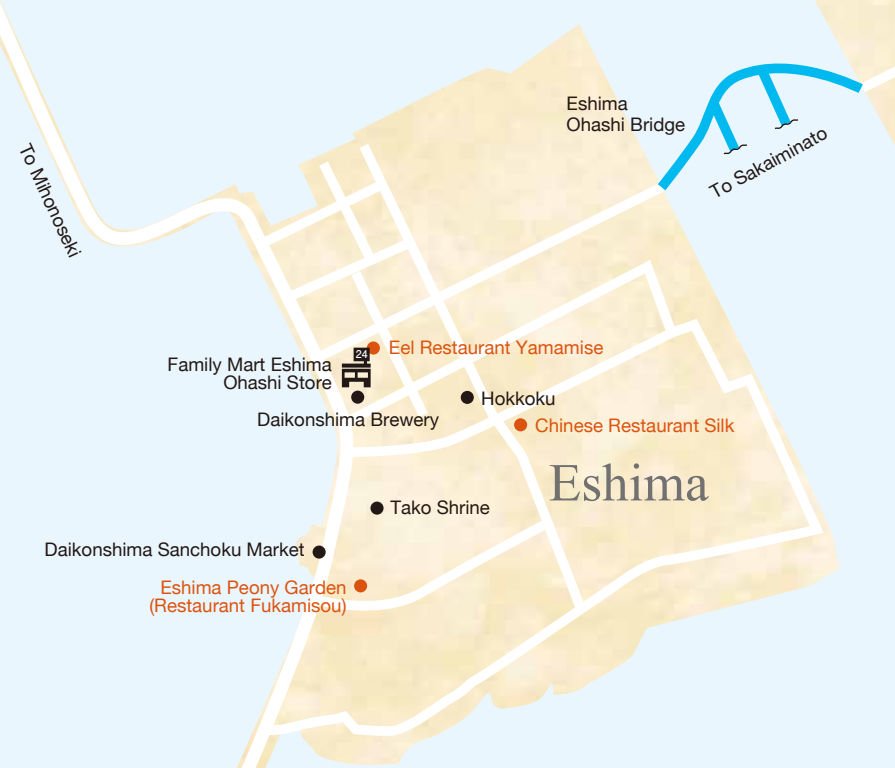 Eshima
Ohashi Bridge
To Sakaiminato
To Mihonoseki
24
Eel Restaurant Yamamise
Family Mart Eshima
Ohashi Store
Daikonshima Brewery
Hokkoku
Chinese Restaurant Silk
Eshima
Tako Shrine
Daikonshima Sanchoku Market
Eshima Peony Garden
(Restaurant Fukamisou)